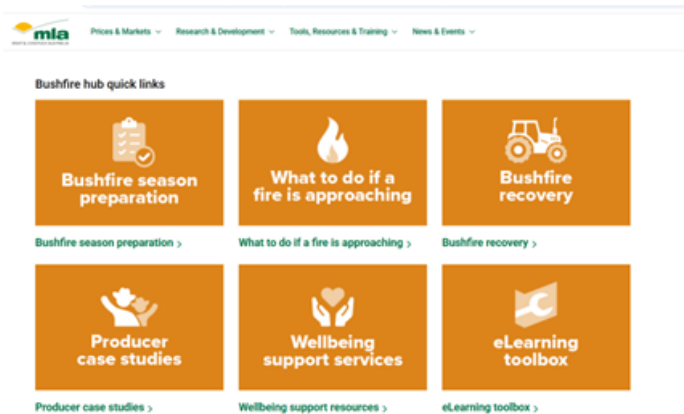 mla
Prices & Markets
Research & Development
Tools, Resources & Training
News & Events
Bushfire hub quick links
Bushfire season
preparation
What to do if a
fire is approaching
Bushfire
recovery
Bushfire season preparation >
What to do if a fire is approaching >
Bushfire recovery >
Producer
case studies
Wellbeing
support services
eLearning
toolbox
Producer case studies >
Wellbeing support resources >
eLearning toolbox >